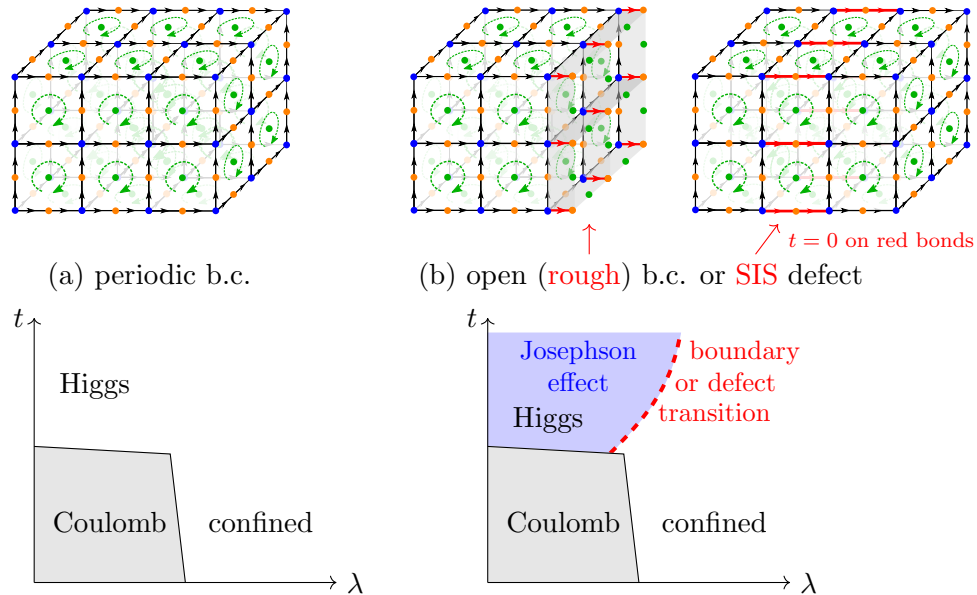 t = 0 on red bonds
(a) periodic b.c.
(b) open (rough) b.c. or SIS defect
t
Higgs
Coulomb
confined
λ
t
Josephson
effect
Higgs
boundary
or defect
transition
Coulomb
confined
λ